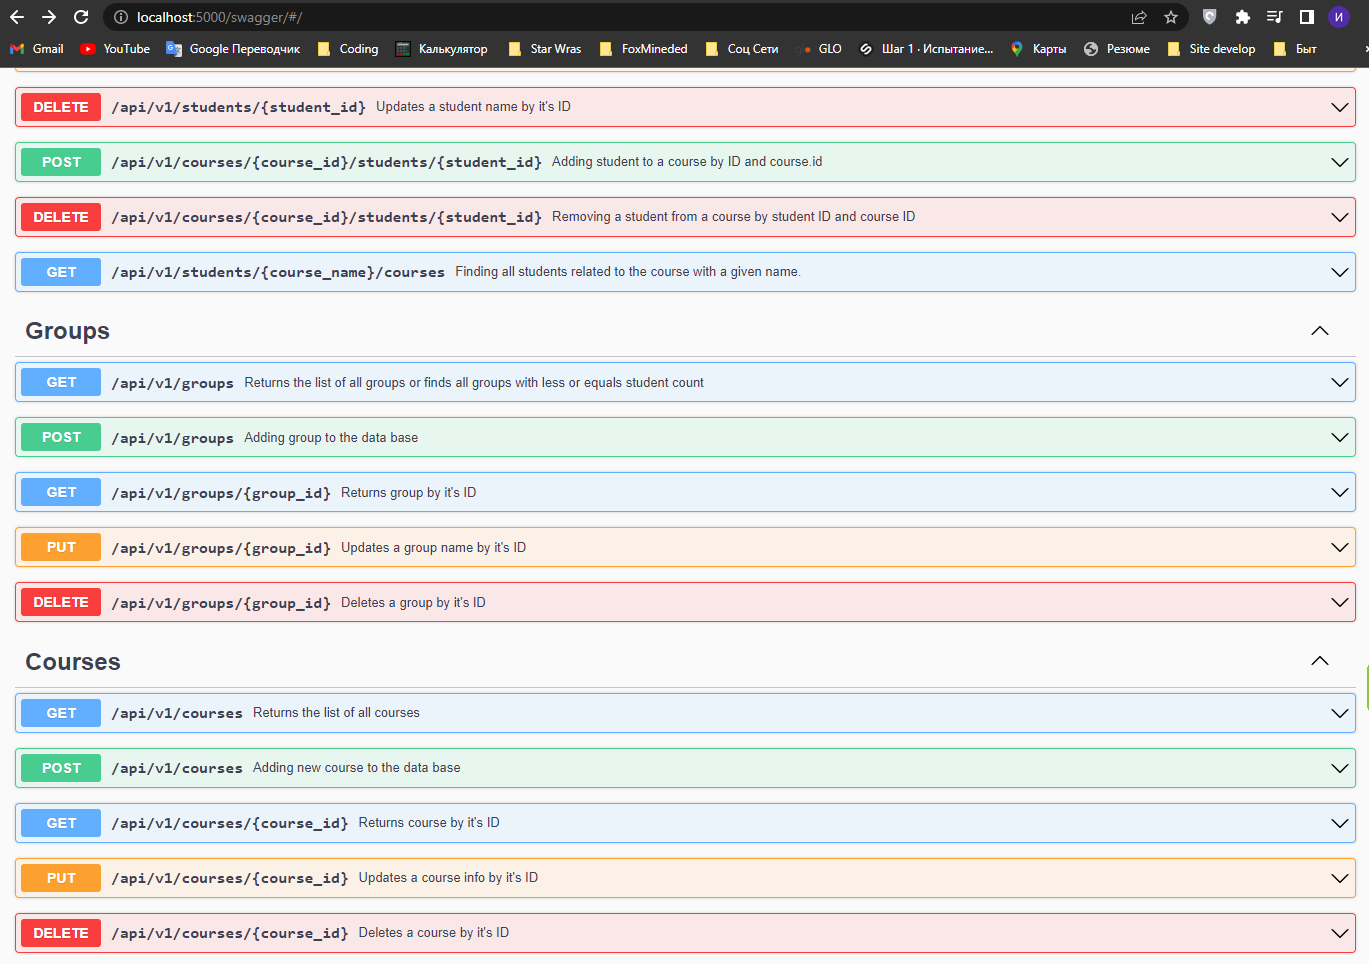 localhost:5000/swagger/#/
И
Gmail YouTube Google Переводчик Coding Калькулятор Star Wras FoxMineded Соц Сети GLO Шаг 1 · Испытание... Карты Резюме Site develop Быт
DELETE /api/v1/students/{student_id} Updates a student name by it's ID
POST /api/v1/courses/{course_id}/students/{student_id} Adding student to a course by ID and course.id
DELETE /api/v1/courses/{course_id}/students/{student_id} Removing a student from a course by student ID and course ID
GET /api/v1/students/{course_name}/courses Finding all students related to the course with a given name.
Groups
GET /api/v1/groups Returns the list of all groups or finds all groups with less or equals student count
POST /api/v1/groups Adding group to the data base
GET /api/v1/groups/{group_id} Returns group by it's ID
PUT /api/v1/groups/{group_id} Updates a group name by it's ID
DELETE /api/v1/groups/{group_id} Deletes a group by it's ID
Courses
GET /api/v1/courses Returns the list of all courses
POST /api/v1/courses Adding new course to the data base
GET /api/v1/courses/{course_id} Returns course by it's ID
PUT /api/v1/courses/{course_id} Updates a course info by it's ID
DELETE /api/v1/courses/{course_id} Deletes a course by it's ID